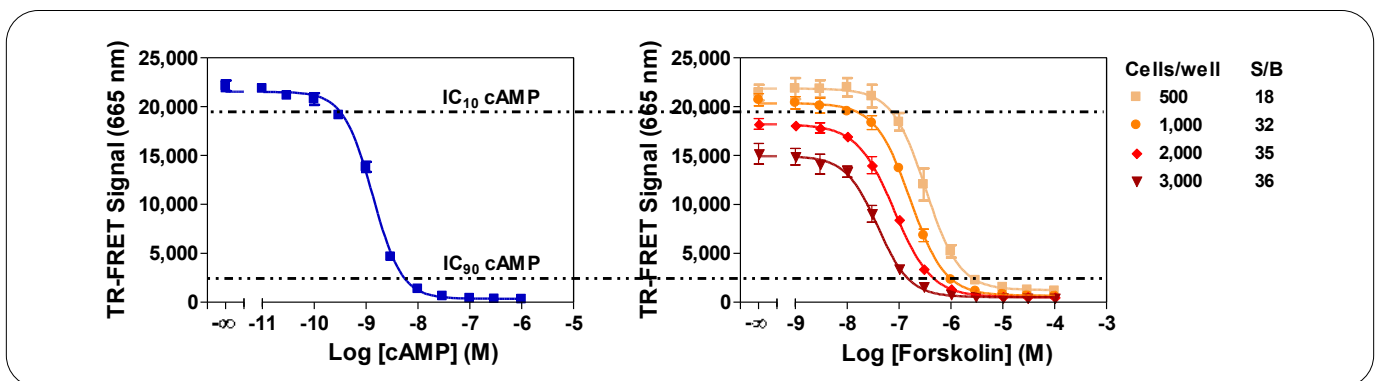 TR-FRET Signal (665 nm)
25,000
20,000
15,000
10,000
5,000
0
IC10 cAMP
IC90 cAMP
-∞ -11 -10 -9 -8 -7 -6 -5
Log [cAMP] (M)
TR-FRET Signal (665 nm)
25,000
20,000
15,000
10,000
5,000
0
-∞ -9 -8 -7 -6 -5 -4 -3
Log [Forskolin] (M)
Cells/well S/B
500 18
1,000 32
2,000 35
3,000 36